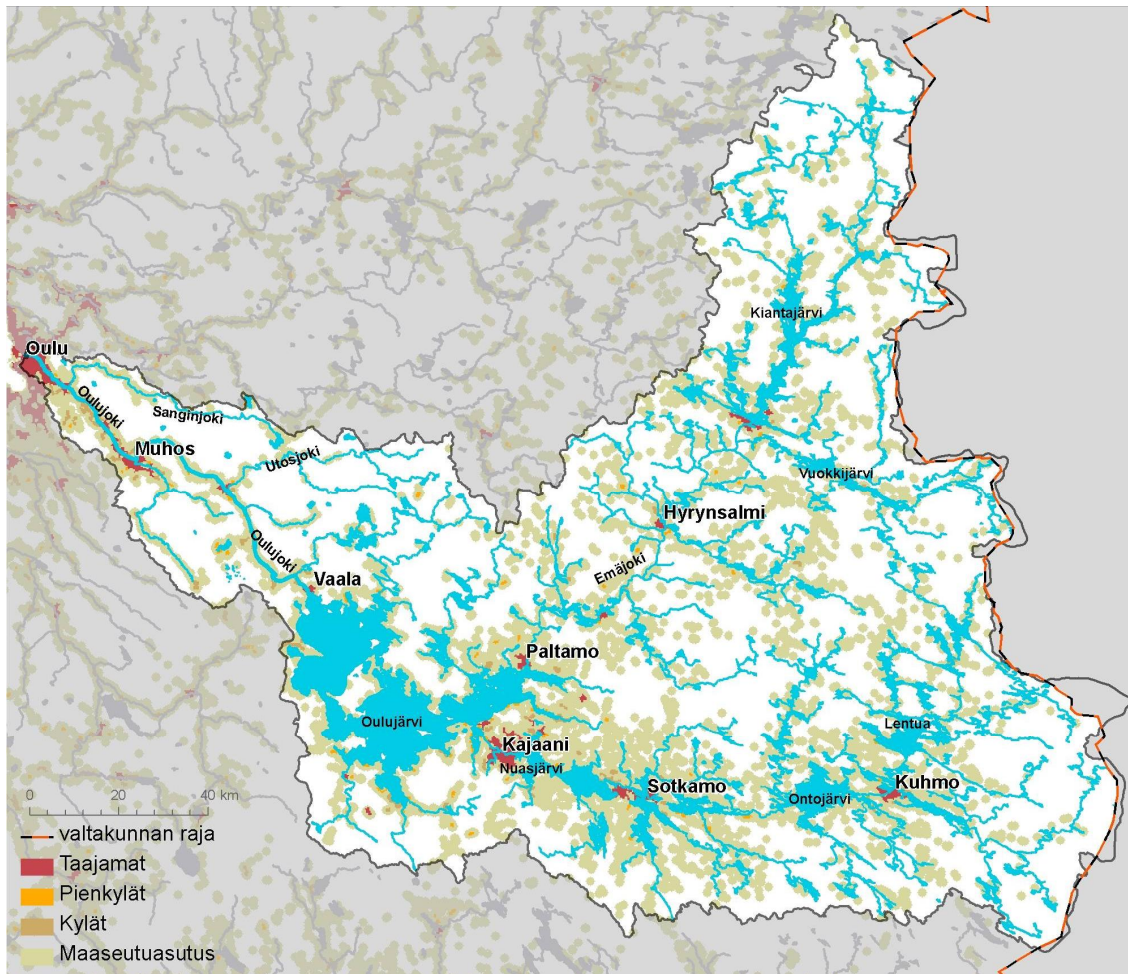 Kiantajärvi
Oulu
Oulujoki
Sanginjoki
Muhos
Utosjoki
Vuokkijärvi
Hyrynsalmi
Oulujoki
Emäjoki
Vaala
Paltamo
Oulujärvi
Lentua
Kajaani
Nuasjärvi
Sotkamo
Kuhmo
Ontojärvi
0 20 40 km
valtakunnan raja
Taajamat
Pienkylät
Kylät
Maaseutuasutus